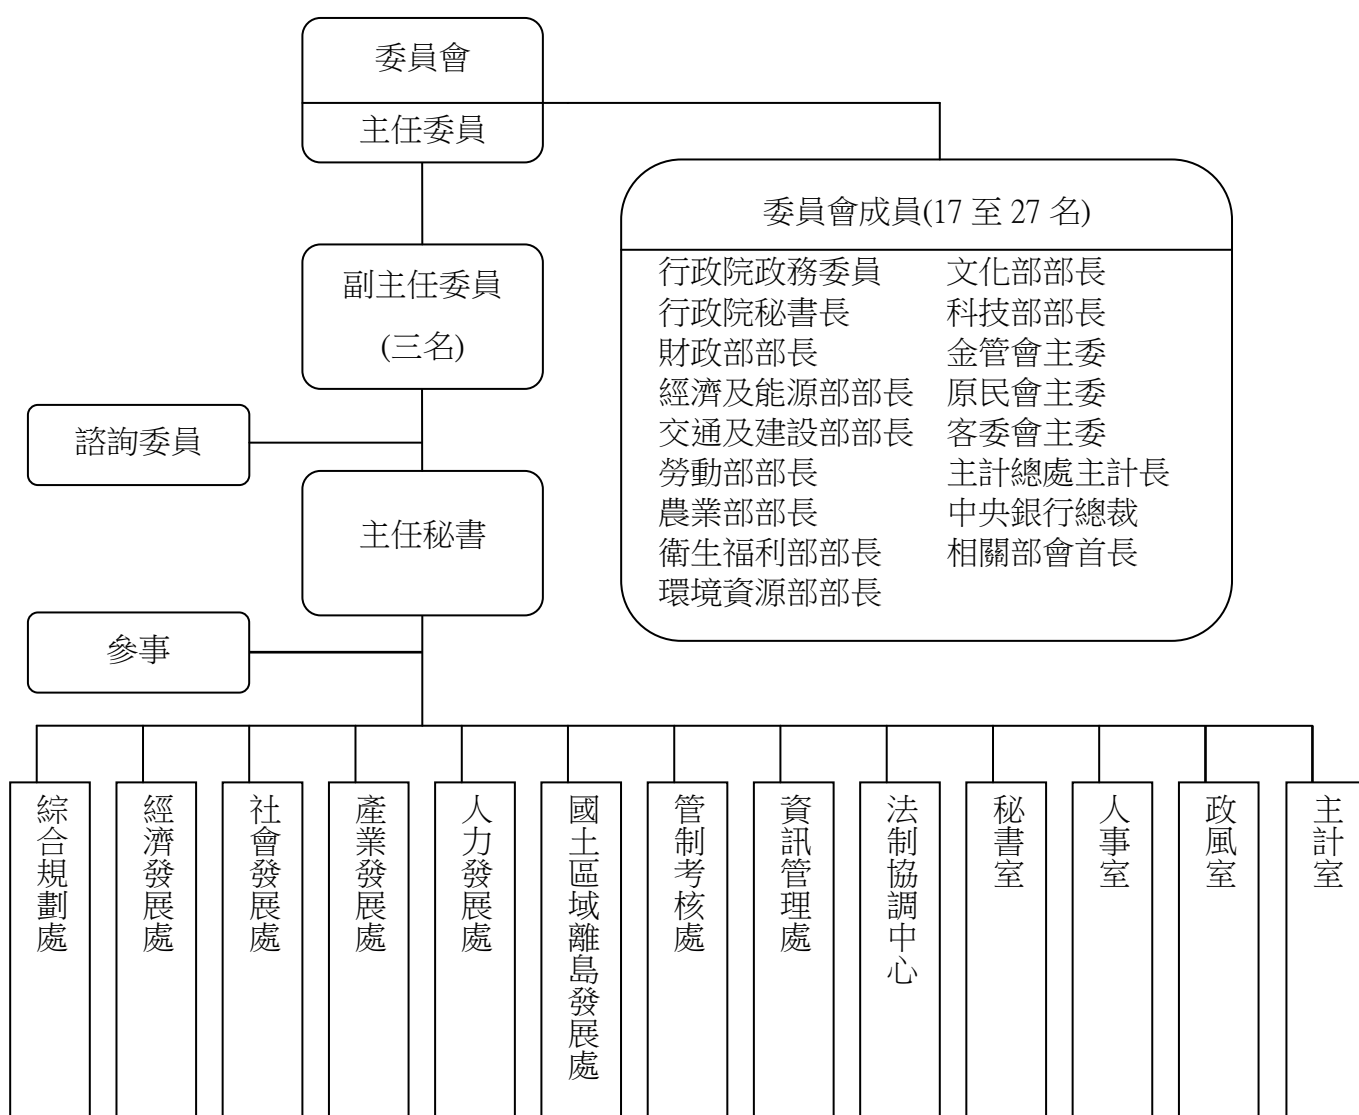 委員會
主任委員
委員會成員(17 至 27 名)
行政院政務委員
行政院秘書長
財政部部長
經濟及能源部部長
交通及建設部部長
勞動部部長
農業部部長
衛生福利部部長
環境資源部部長
文化部部長
科技部部長
金管會主委
原民會主委
客委會主委
主計總處主計長
中央銀行總裁
相關部會首長
副主任委員
(三名)
諮詢委員
主任秘書
參事
綜合規劃處
經濟發展處
社會發展處
產業發展處
人力發展處
國土區域離島發展處
管制考核處
資訊管理處
法制協調中心
秘書室
人事室
政風室
主計室